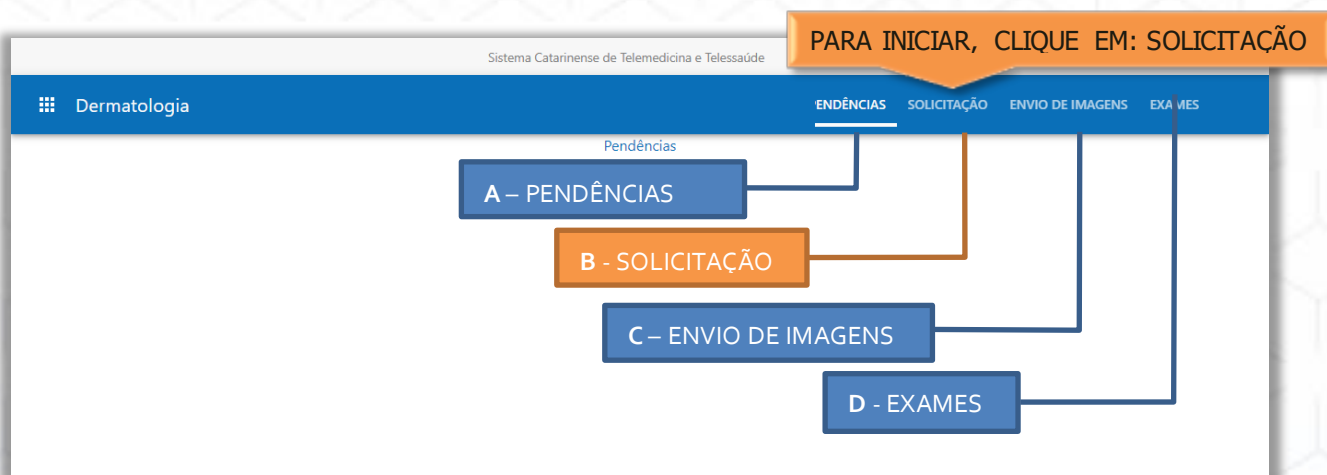 PARA INICIAR, CLIQUE EM: SOLICITAÇÃO
Sistema Catarinense de Telemedicina e Telessaúde
Dermatologia
PENDÊNCIAS SOLICITAÇÃO ENVIO DE IMAGENS EXAMES
Pendências
A – PENDÊNCIAS
B - SOLICITAÇÃO
C – ENVIO DE IMAGENS
D - EXAMES